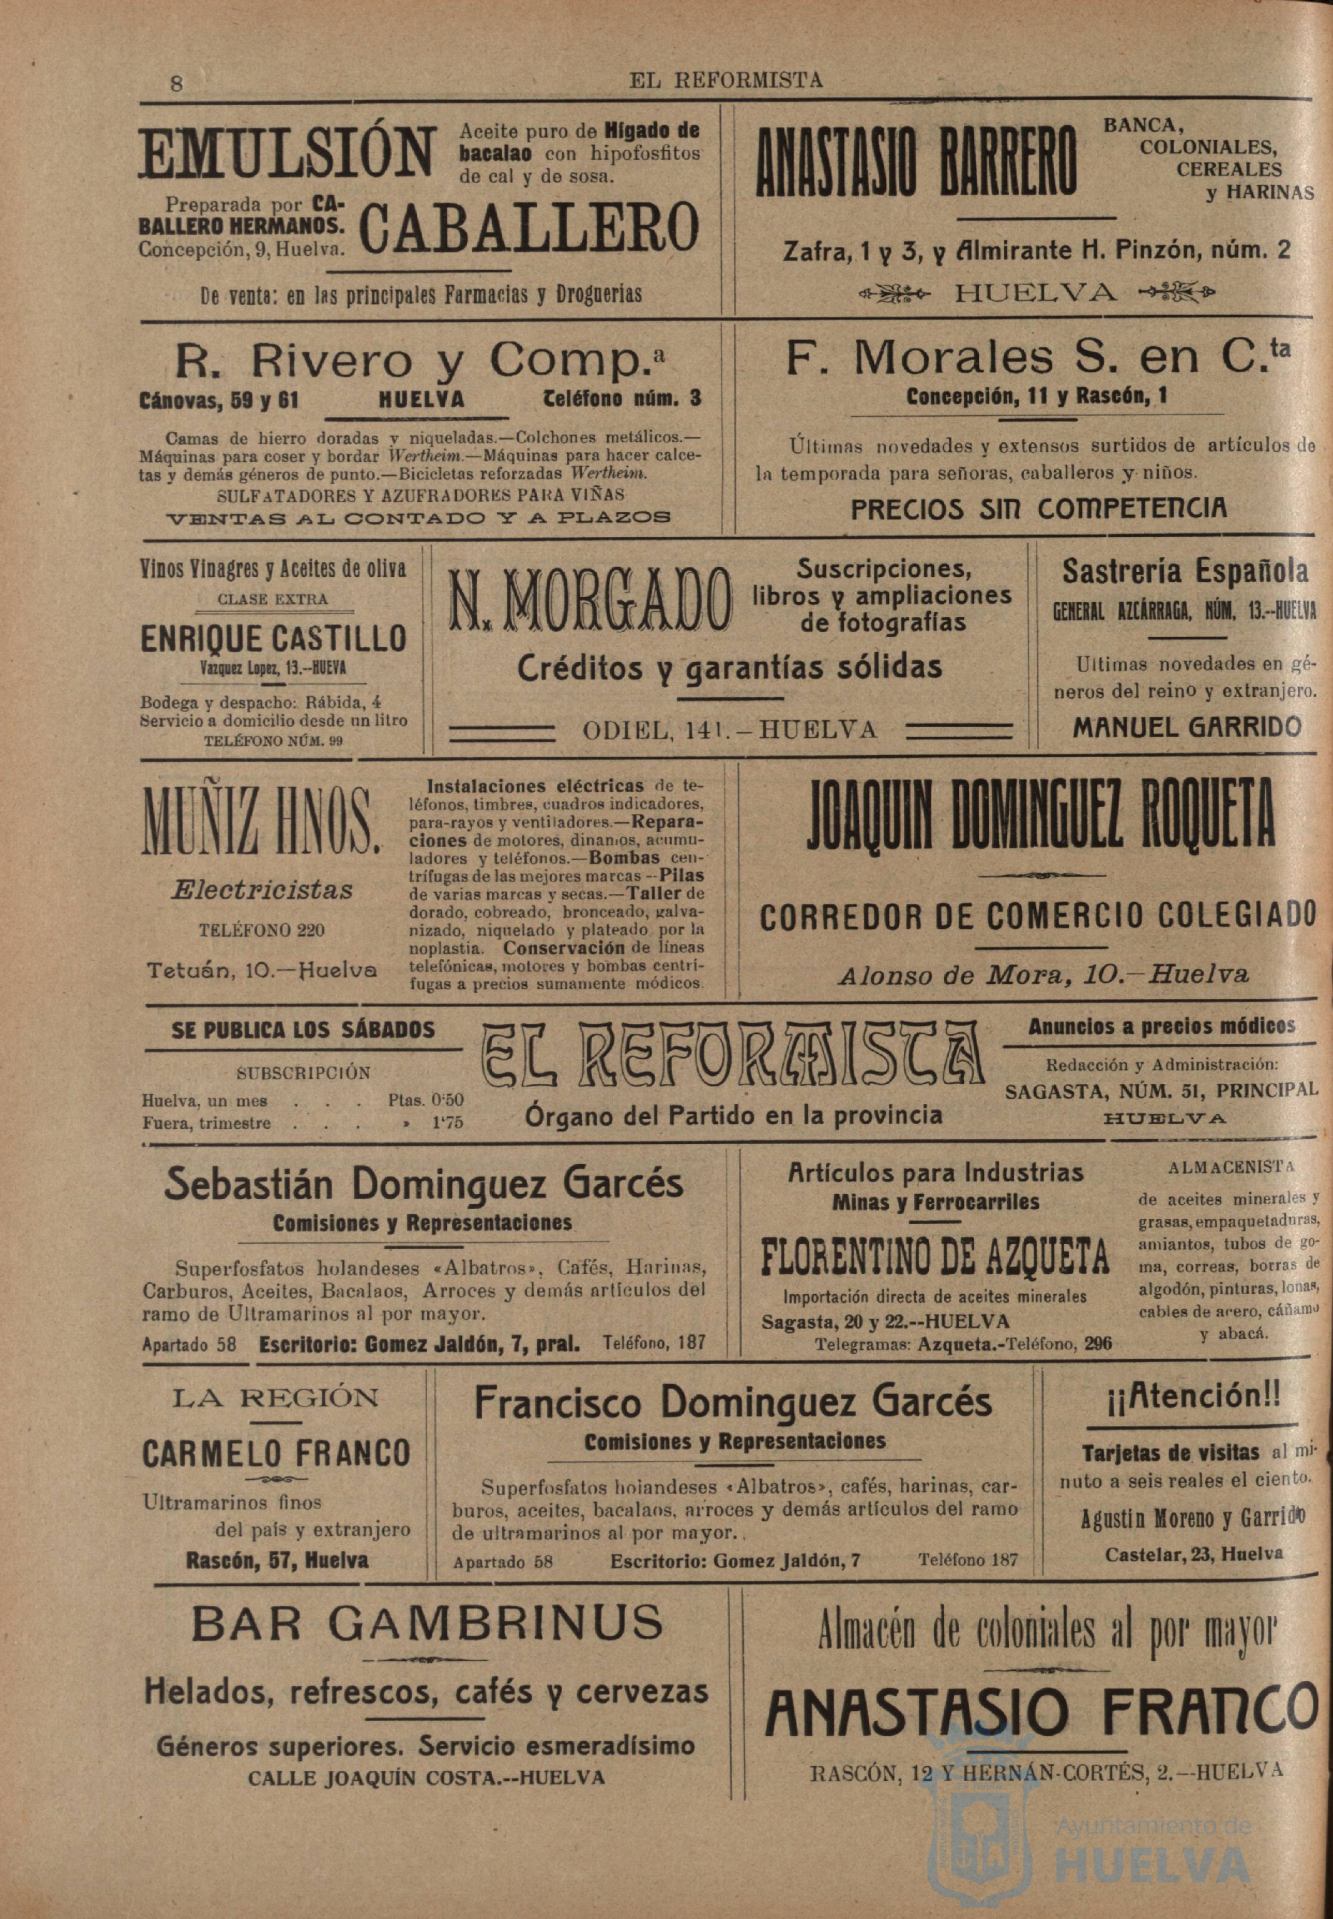 8
EL REFORMISTA
EMULSIÓN
Aceite puro de Hígado de
bacalao con hipofosfitos
de cal y de sosa.
Preparada por CA-
BALLERO HERMANOS.
Concepción, 9, Huelva.
CABALLERO
De venta: en las principales Farmacias y Droguerias
ANASTASIO BARRERO
BANCA,
COLONIALES,
CEREALES
y HARINAS
Zafra, 1 y 3, y Almirante H. Pinzón, núm. 2
HUELVA
R. Rivero y Comp.ª
Cánovas, 59 y 61 HUELVA Teléfono núm. 3
Camas de hierro doradas y niqueladas.—Colchones metálicos.—
Máquinas para coser y bordar Wertheim.—Máquinas para hacer calce-
tas y demás géneros de punto.—Bicicletas reforzadas Wertheim.
SULFATADORES Y AZUFRADORES PARA VIÑAS
VENTAS AL CONTADO Y A PLAZOS
F. Morales S. en C.ta
Concepción, 11 y Rascón, 1
Últimas novedades y extensos surtidos de artículos de
la temporada para señoras, caballeros y niños.
PRECIOS SIN COMPETENCIA
Vinos Vinagres y Aceites de oliva
CLASE EXTRA
ENRIQUE CASTILLO
Vazquez Lopez, 13.--HUEVA
Bodega y despacho: Rábida, 4
Servicio a domicilio desde un litro
TELÉFONO NÚM. 99
N. MORGADO
Suscripciones,
libros y ampliaciones
de fotografías
Créditos y garantías sólidas
ODIEL, 141.—HUELVA
Sastrería Española
GENERAL AZCÁRRAGA, NÚM, 13.--HUELVA
Ultimas novedades en gé-
neros del reino y extranjero.
MANUEL GARRIDO
MUÑIZ HNOS.
Electricistas
TELÉFONO 220
Tetuán, 10.—Huelva
Instalaciones eléctricas de te-
léfonos, timbres, cuadros indicadores,
para-rayos y ventiladores.—Repara-
ciones de motores, dinamos, acumu-
ladores y teléfonos.—Bombas cen-
trífugas de las mejores marcas --Pilas
de varias marcas y secas.—Taller de
dorado, cobreado, bronceado, galva-
nizado, niquelado y plateado por la
noplastia. Conservación de líneas
telefónicas, motores y bombas centrí-
fugas a precios sumamente módicos.
JOAQUIN DOMINGUEZ ROQUETA
CORREDOR DE COMERCIO COLEGIADO
Alonso de Mora, 10.—Huelva
SE PUBLICA LOS SÁBADOS
SUBSCRIPCIÓN
Huelva, un mes . . . Ptas. 0'50
Fuera, trimestre . . . » 1'75
EL REFORMISTA
Órgano del Partido en la provincia
Anuncios a precios módicos
Redacción y Administración:
SAGASTA, NÚM. 51, PRINCIPAL
HUELVA
Sebastián Dominguez Garcés
Comisiones y Representaciones
Superfosfatos holandeses «Albatros», Cafés, Harinas,
Carburos, Aceites, Bacalaos, Arroces y demás artículos del
ramo de Ultramarinos al por mayor.
Apartado 58 Escritorio: Gomez Jaldón, 7, pral. Teléfono, 187
Artículos para Industrias
Minas y Ferrocarriles
FLORENTINO DE AZQUETA
Importación directa de aceites minerales
Sagasta, 20 y 22.--HUELVA
Telegramas: Azqueta.-Teléfono, 296
ALMACENISTA
de aceites minerales y
grasas, empaquetaduras,
amiantos, tubos de go-
ma, correas, borras de
algodón, pinturas, lonas,
cables de acero, cáñamo
y abacá.
LA REGIÓN
CARMELO FRANCO
Ultramarinos finos
del país y extranjero
Rascón, 57, Huelva
Francisco Dominguez Garcés
Comisiones y Representaciones
Superfosfatos hoiandeses «Albatros», cafés, harinas, car-
buros, aceites, bacalaos, arroces y demás artículos del ramo
de ultramarinos al por mayor.
Apartado 58 Escritorio: Gomez Jaldón, 7 Teléfono 187
¡¡Atención!!
Tarjetas de visitas al mi-
nuto a seis reales el ciento.
Agustin Moreno y Garrido
Castelar, 23, Huelva
BAR GAMBRINUS
Helados, refrescos, cafés y cervezas
Géneros superiores. Servicio esmeradísimo
CALLE JOAQUÍN COSTA.--HUELVA
Almacén de coloniales al por mayor
ANASTASIO FRANCO
RASCÓN, 12 Y HERNÁN-CORTÉS, 2.—HUELVA
Ayuntamiento de
HUELVA